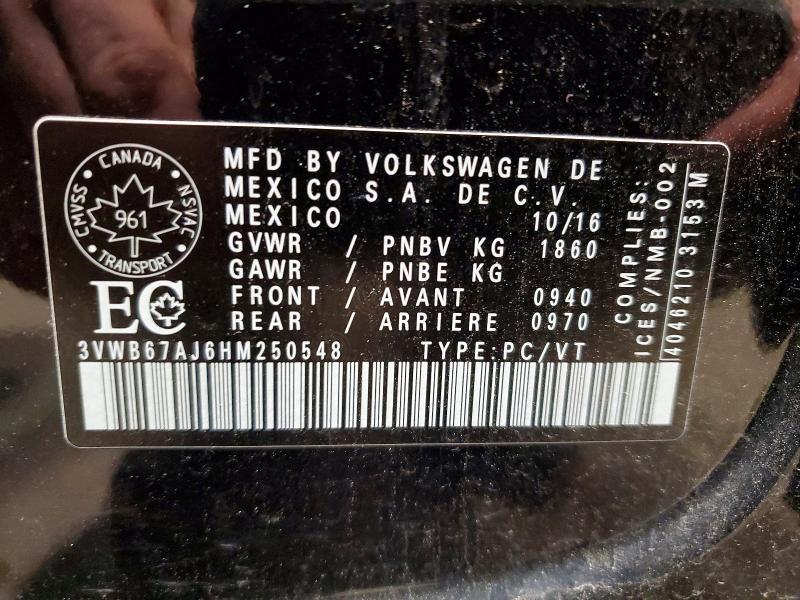 CANADA
CMVSS NSVAC
961
TRANSPORT
EC
MFD BY VOLKSWAGEN DE
MEXICO S.A. DE C.V.
MEXICO 10/16
GVWR / PNBV KG 1860
GAWR / PNBE KG
FRONT / AVANT 0940
REAR / ARRIERE 0970
3VWB67AJ6HM250548 TYPE:PC/VT
COMPLIES:
ICES/NMB-002
4046210 3153 M